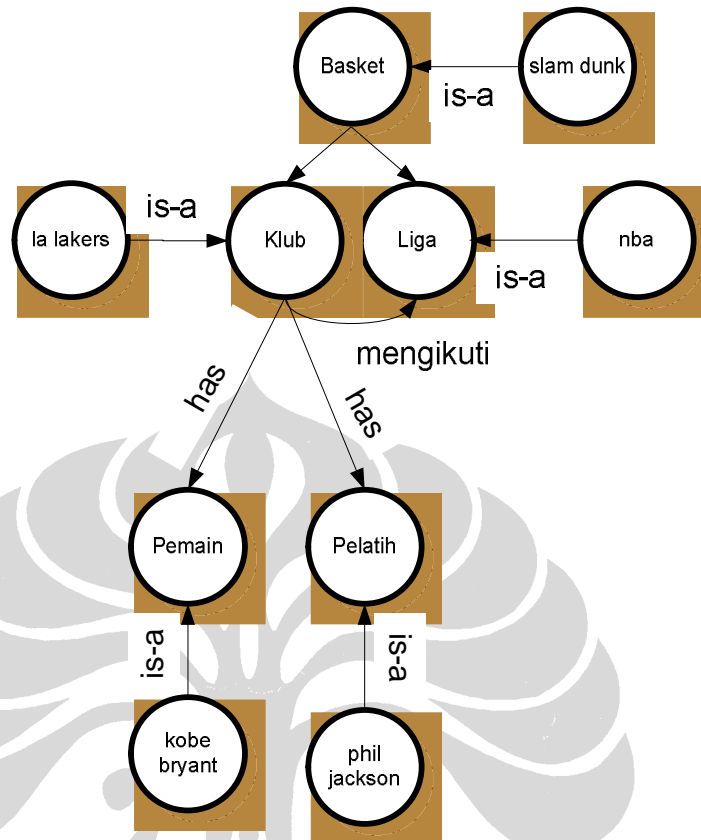 Basket
slam dunk
is-a
la lakers
is-a
Klub
Liga
nba
is-a
mengikuti
has
has
Pemain
Pelatih
is-a
is-a
kobe
bryant
phil
jackson